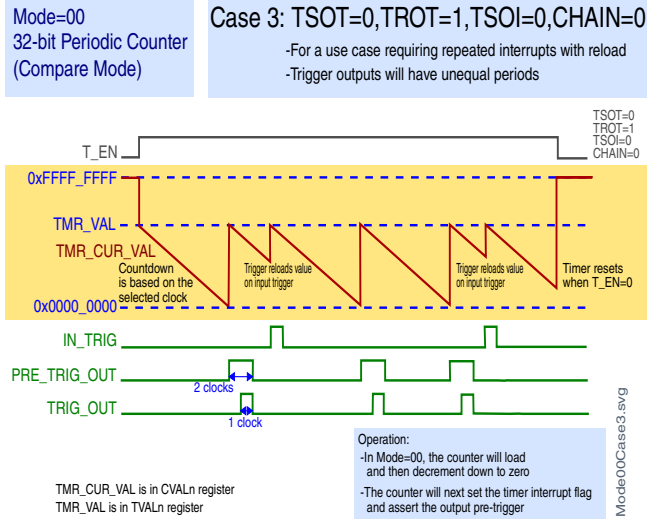 Mode=00
32-bit Periodic Counter
(Compare Mode)
Case 3: TSOT=0,TROT=1,TSOI=0,CHAIN=0
-For a use case requiring repeated interrupts with reload
-Trigger outputs will have unequal periods
TSOT=0
TROT=1
TSOI=0
CHAIN=0
T_EN
0xFFFF_FFFF
TMR_VAL
TMR_CUR_VAL
Countdown
is based on the
selected clock
Trigger reloads value
on input trigger
Trigger reloads value
on input trigger
Timer resets
when T_EN=0
0x0000_0000
IN_TRIG
PRE_TRIG_OUT
2 clocks
TRIG_OUT
1 clock
Operation:
-In Mode=00, the counter will load
and then decrement down to zero
-The counter will next set the timer interrupt flag
and assert the output pre-trigger
TMR_CUR_VAL is in CVALn register
TMR_VAL is in TVALn register
Mode00Case3.svg